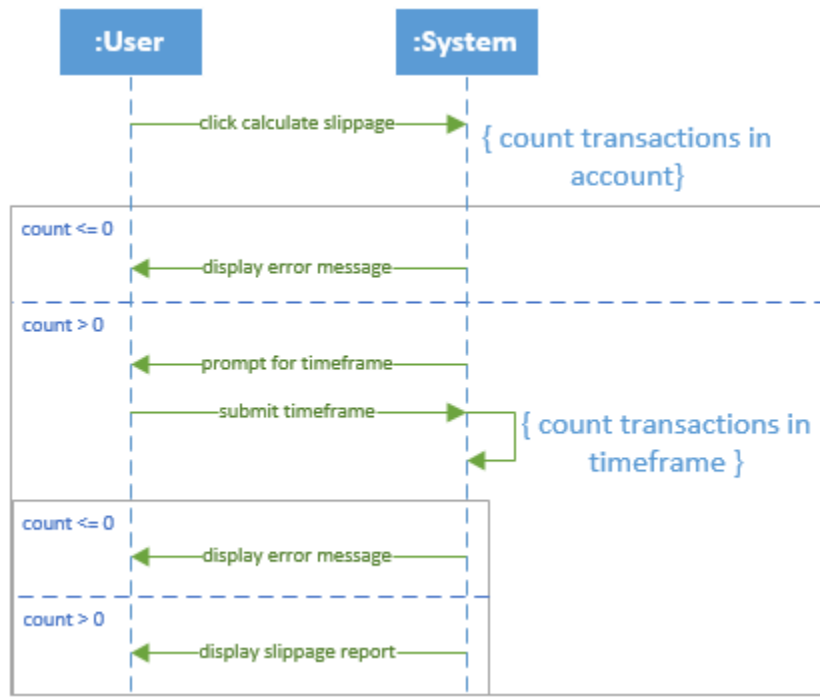 :User
:System
click calculate slippage
{ count transactions in
account}
count <= 0
display error message
count > 0
prompt for timeframe
submit timeframe
{ count transactions in
timeframe }
count <= 0
display error message
count > 0
display slippage report